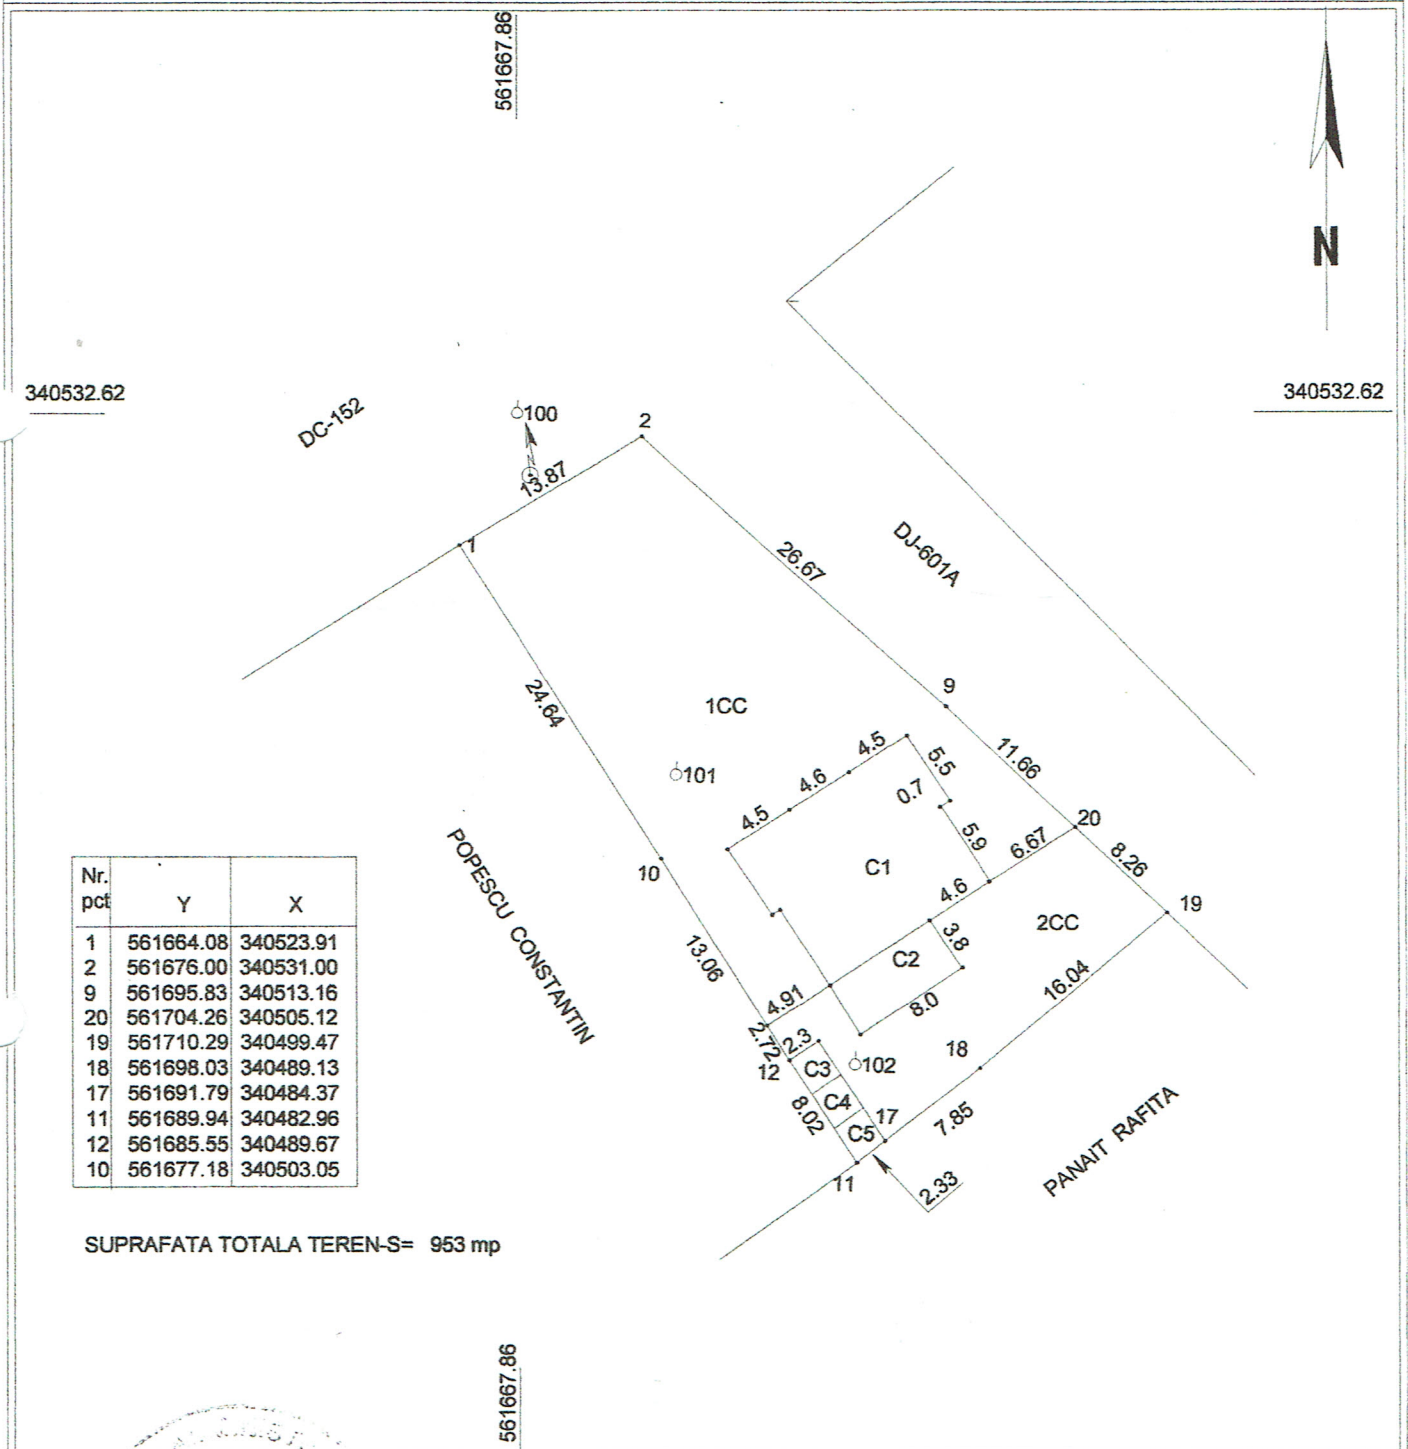 561667.86
N
340532.62
340532.62
DC-152
100
2
13.87
1
DJ-601A
26.67
24.64
9
1CC
11.66
4.5
5.5
101
4.6
0.7
4.5
5.9
20
6.67
8.26
10
C1
4.6
19
2CC
3.8
POPESCU CONSTANTIN
13.06
C2
16.04
4.91
8.0
2.72
2.3
18
12
C3
102
C4
8.02
17
7.85
C5
PANAIT RAFITA
11
2.33
Nr. pct Y X
1 561664.08 340523.91
2 561676.00 340531.00
9 561695.83 340513.16
20 561704.26 340505.12
19 561710.29 340499.47
18 561698.03 340489.13
17 561691.79 340484.37
11 561689.94 340482.96
12 561685.55 340489.67
10 561677.18 340503.05
SUPRAFATA TOTALA TEREN-S= 953 mp
561667.86